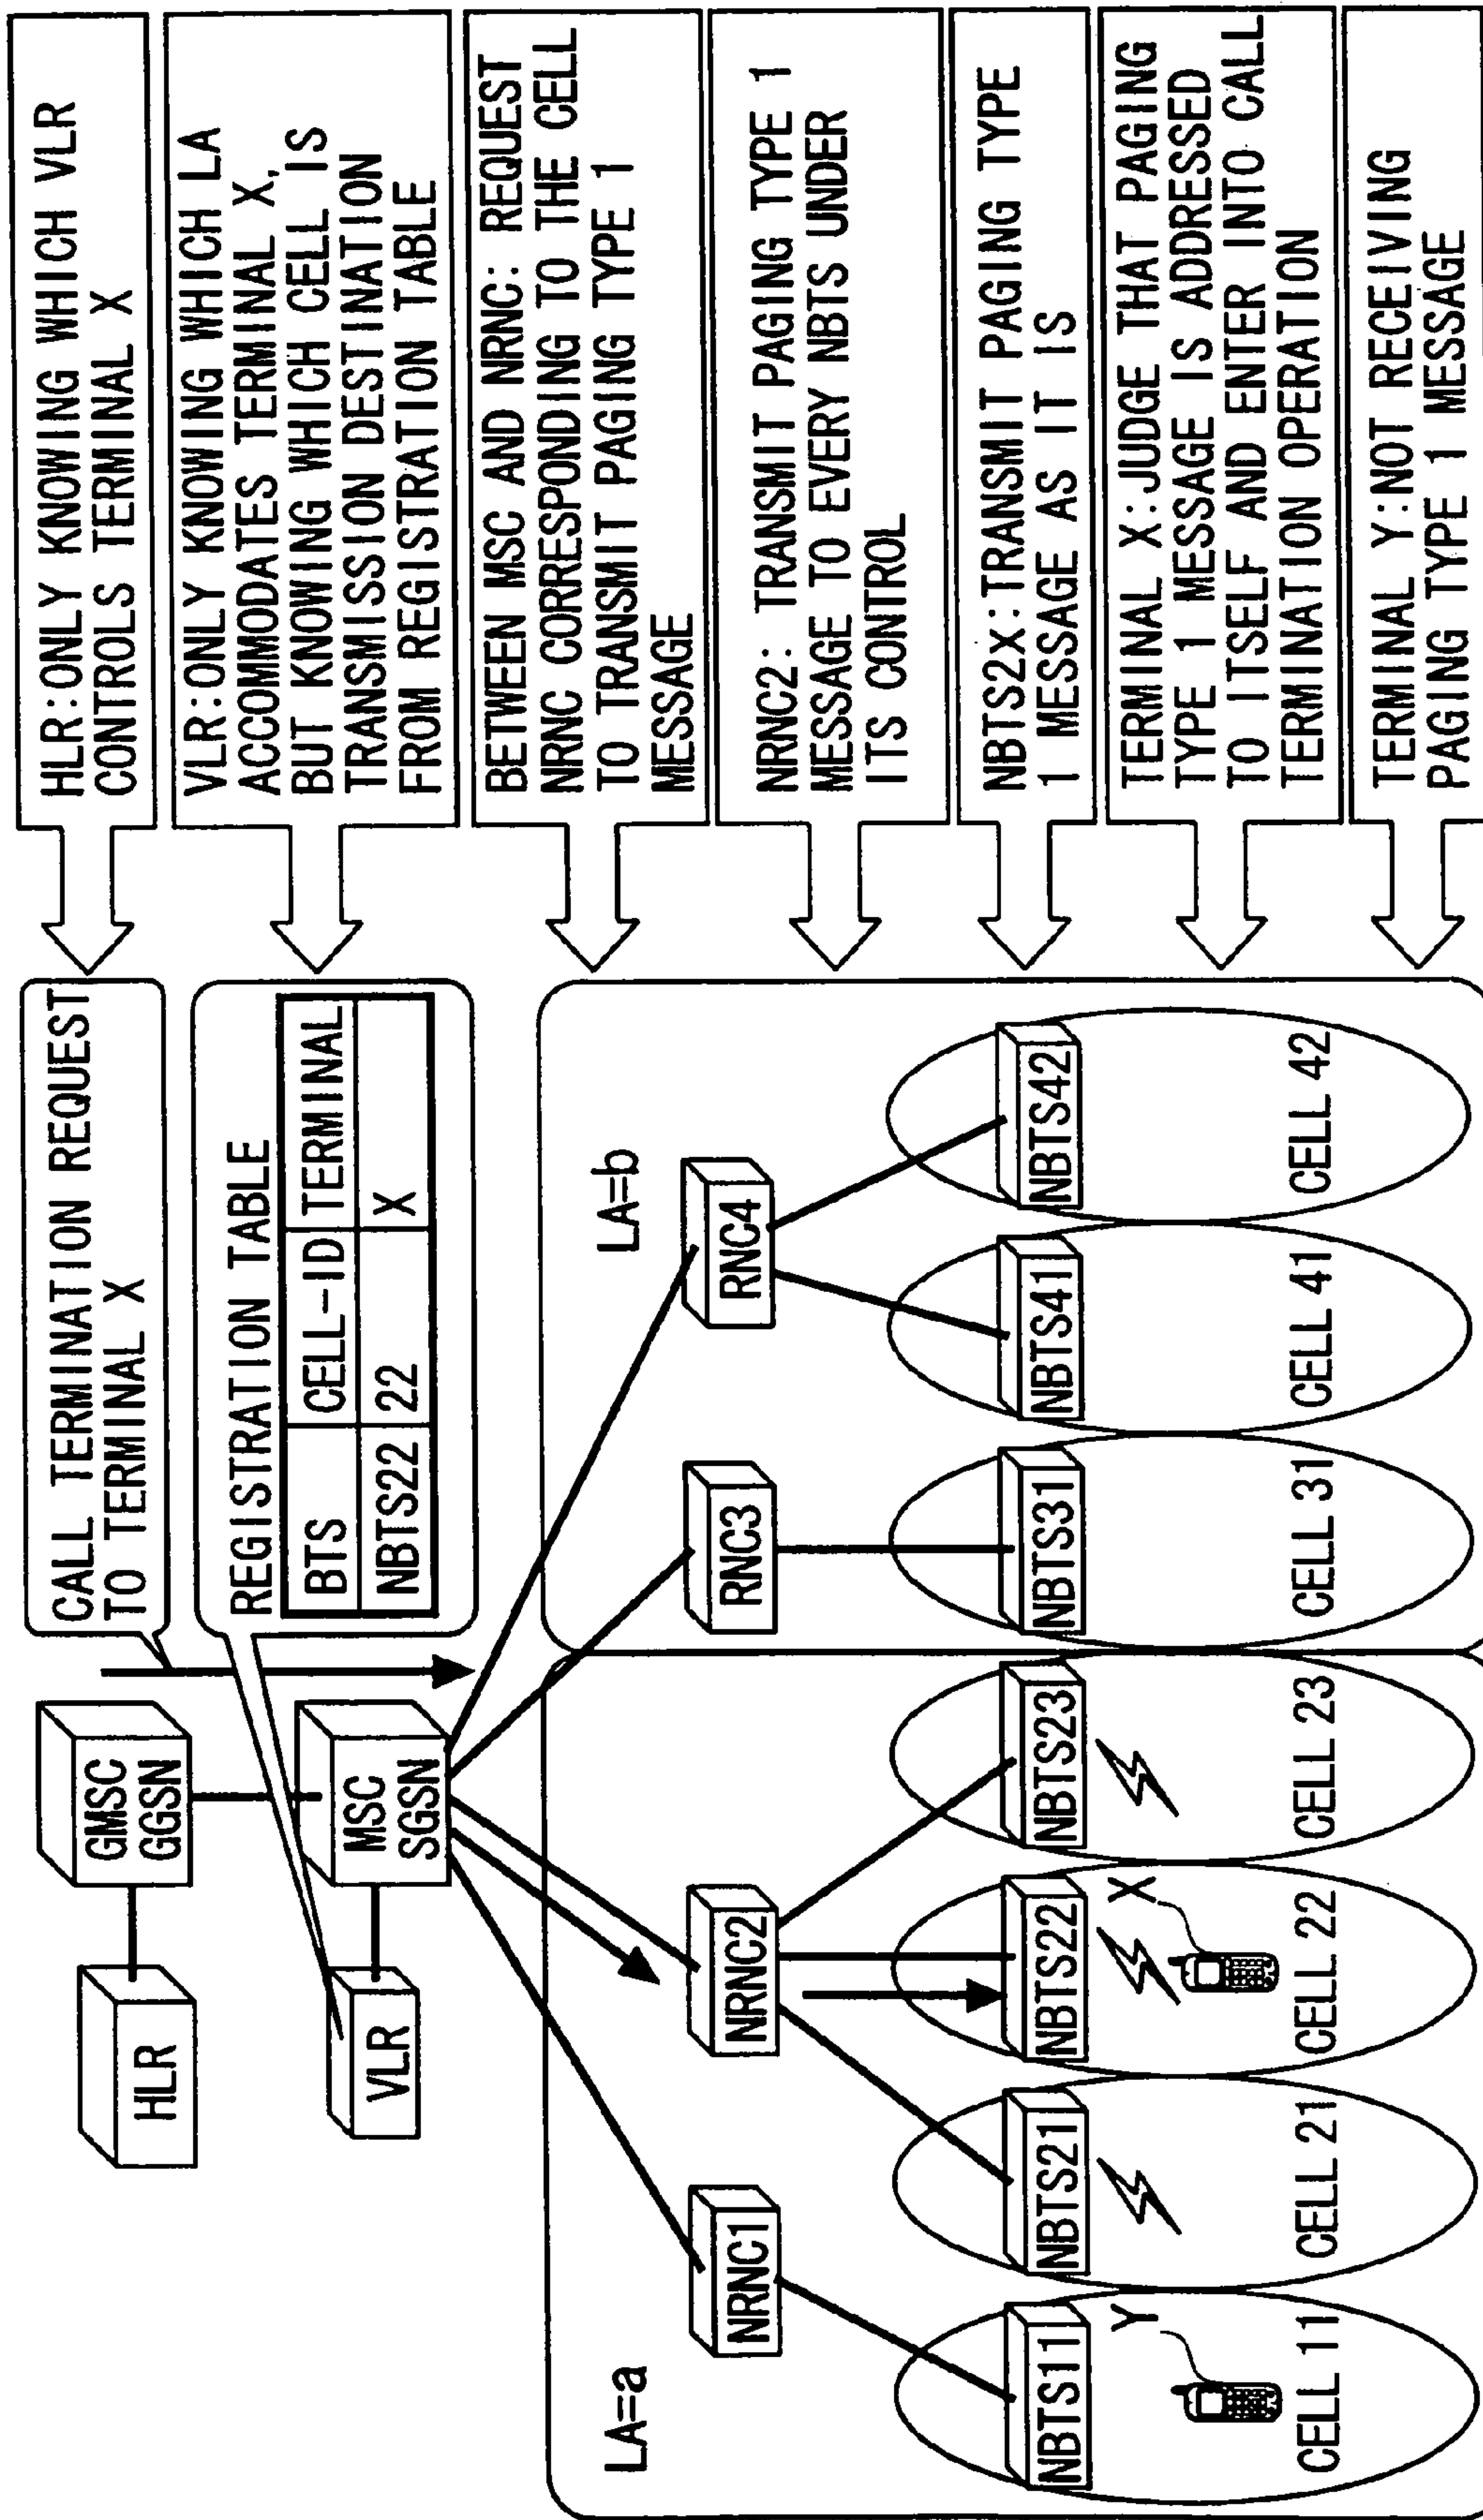 HLR
GMSC
GGSN
CALL TERMINATION REQUEST
TO TERMINAL X
HLR:ONLY KNOWING WHICH VLR
CONTROLS TERMINAL X
VLR
MSC
SGSN
REGISTRATION TABLE
BTS CELL-ID TERMINAL
NBTS22 22 X
VLR:ONLY KNOWING WHICH LA
ACCOMMODATES TERMINAL X,
BUT KNOWING WHICH CELL IS
TRANSMISSION DESTINATION
FROM REGISTRATION TABLE
BETWEEN MSC AND NRNC: REQUEST
NRNC CORRESPONDING TO THE CELL
TO TRANSMIT PAGING TYPE 1
MESSAGE
LA=a
LA=b
NRNC1
NRNC2
RNC3
RNC4
NRNC2: TRANSMIT PAGING TYPE 1
MESSAGE TO EVERY NBTS UNDER
ITS CONTROL
NBTS11
NBTS21
NBTS22
NBTS23
NBTS31
NBTS41
NBTS42
NBTS2X:TRANSMIT PAGING TYPE
1 MESSAGE AS IT IS
Y
X
TERMINAL X:JUDGE THAT PAGING
TYPE 1 MESSAGE IS ADDRESSED
TO ITSELF AND ENTER INTO CALL
TERMINATION OPERATION
CELL 11
CELL 21
CELL 22
CELL 23
CELL 31
CELL 41
CELL 42
TERMINAL Y:NOT RECEIVING
PAGING TYPE 1 MESSAGE